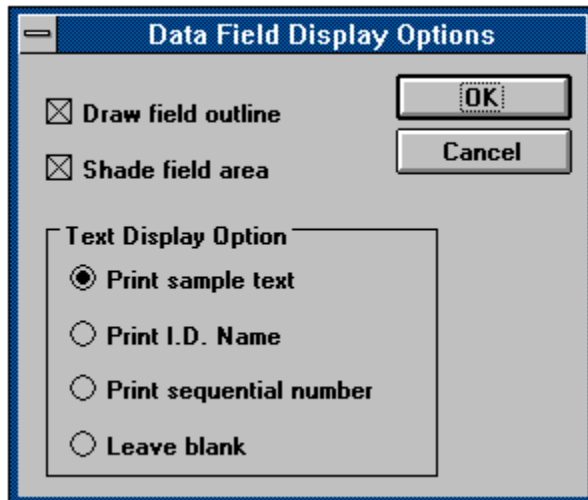 Data Field Display Options
Draw field outline
OK
Shade field area
Cancel
Text Display Option
Print sample text
Print I.D. Name
Print sequential number
Leave blank